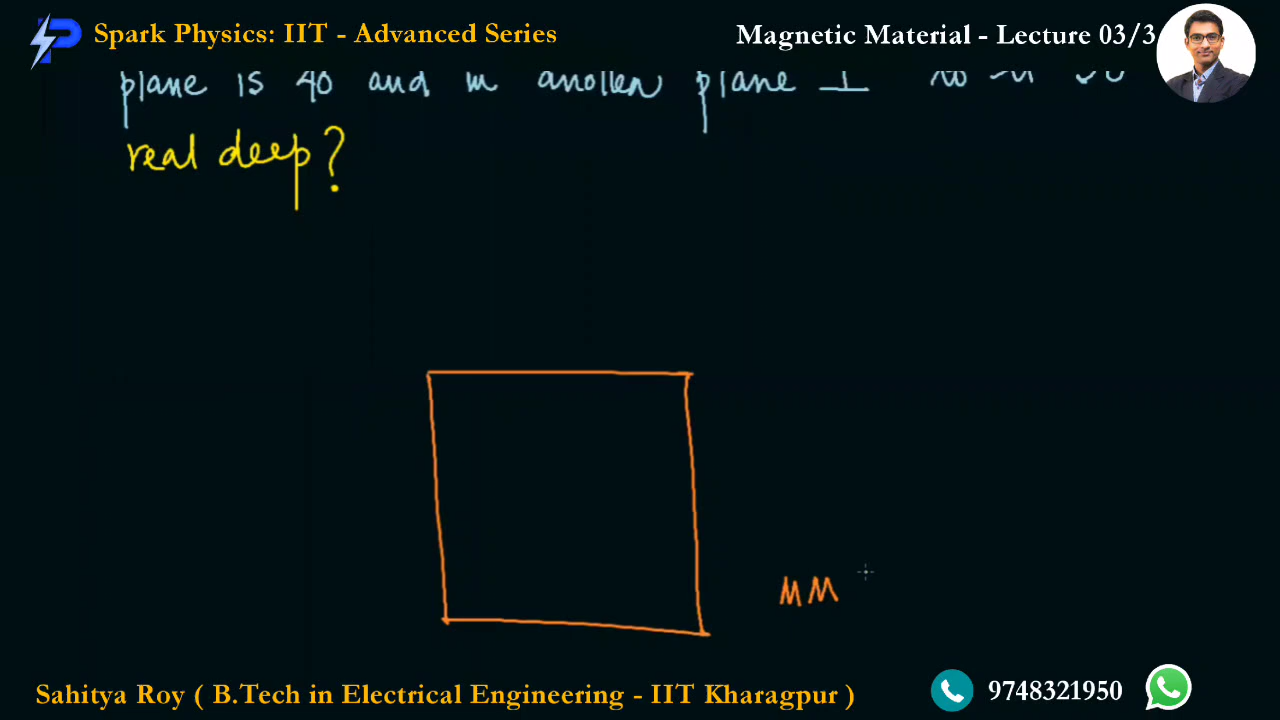 Spark Physics: IIT - Advanced Series
Magnetic Material - Lecture 03/3
plane is 40 and in another plane ⊥
real deep?
MM
Sahitya Roy ( B.Tech in Electrical Engineering - IIT Kharagpur )
9748321950